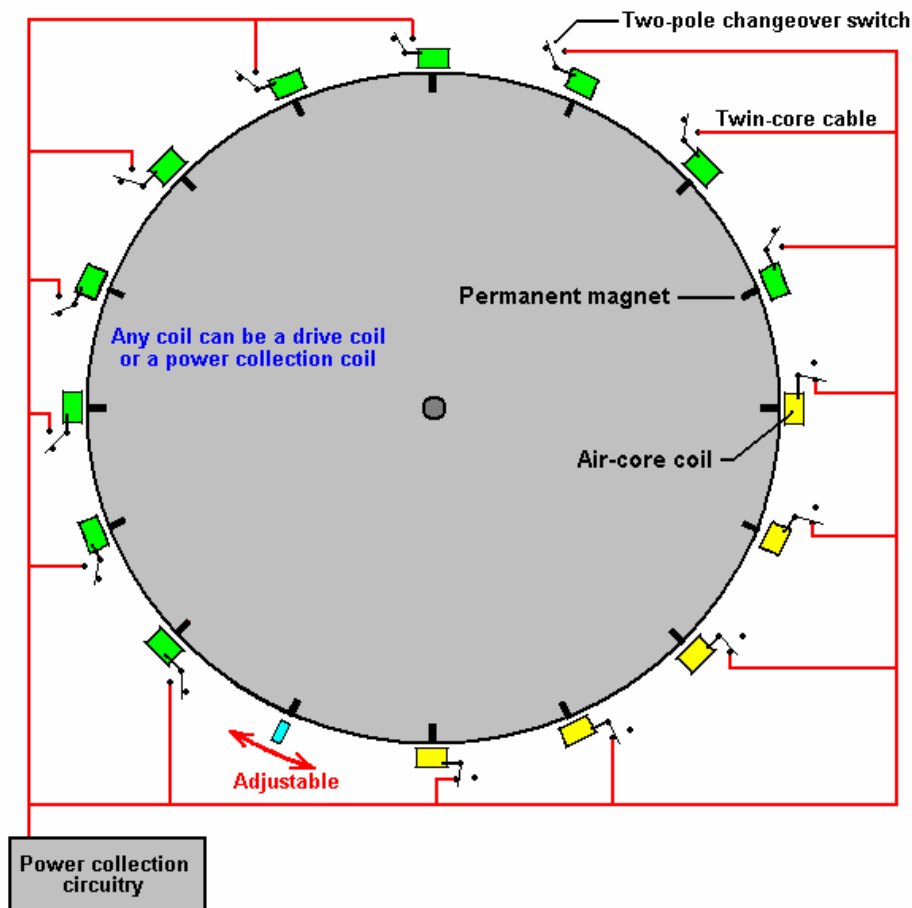 Two-pole changeover switch
Twin-core cable
Permanent magnet
Any coil can be a drive coil
or a power collection coil
Air-core coil
Adjustable
Power collection
circuitry